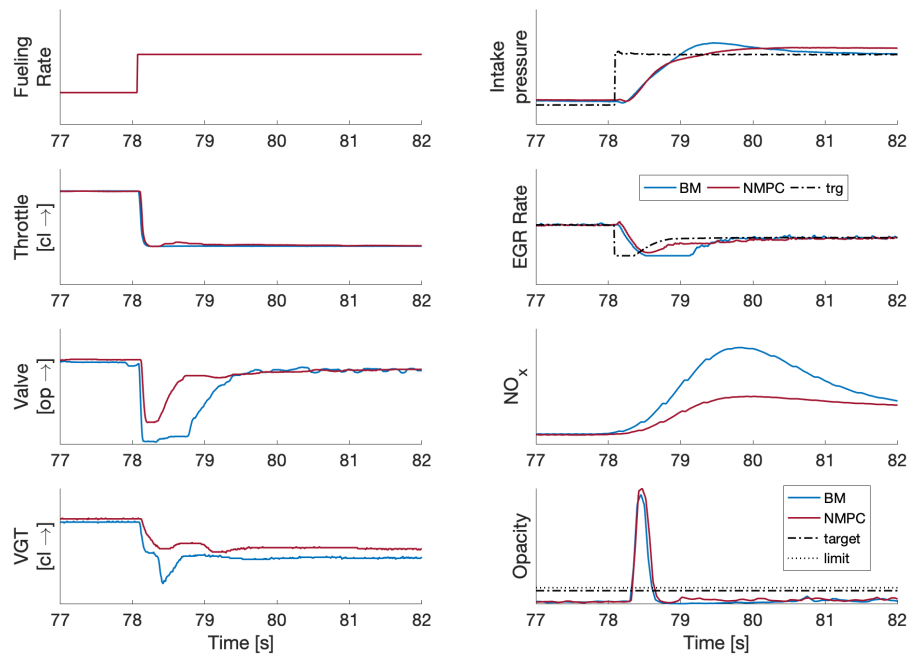 Fueling
Rate
77 78 79 80 81 82
Intake
pressure
77 78 79 80 81 82
Throttle
[cl →]
77 78 79 80 81 82
EGR Rate
BM NMPC trg
77 78 79 80 81 82
Valve
[op →]
77 78 79 80 81 82
NOx
77 78 79 80 81 82
VGT
[cl →]
77 78 79 80 81 82
Time [s]
Opacity
BM
NMPC
target
limit
77 78 79 80 81 82
Time [s]